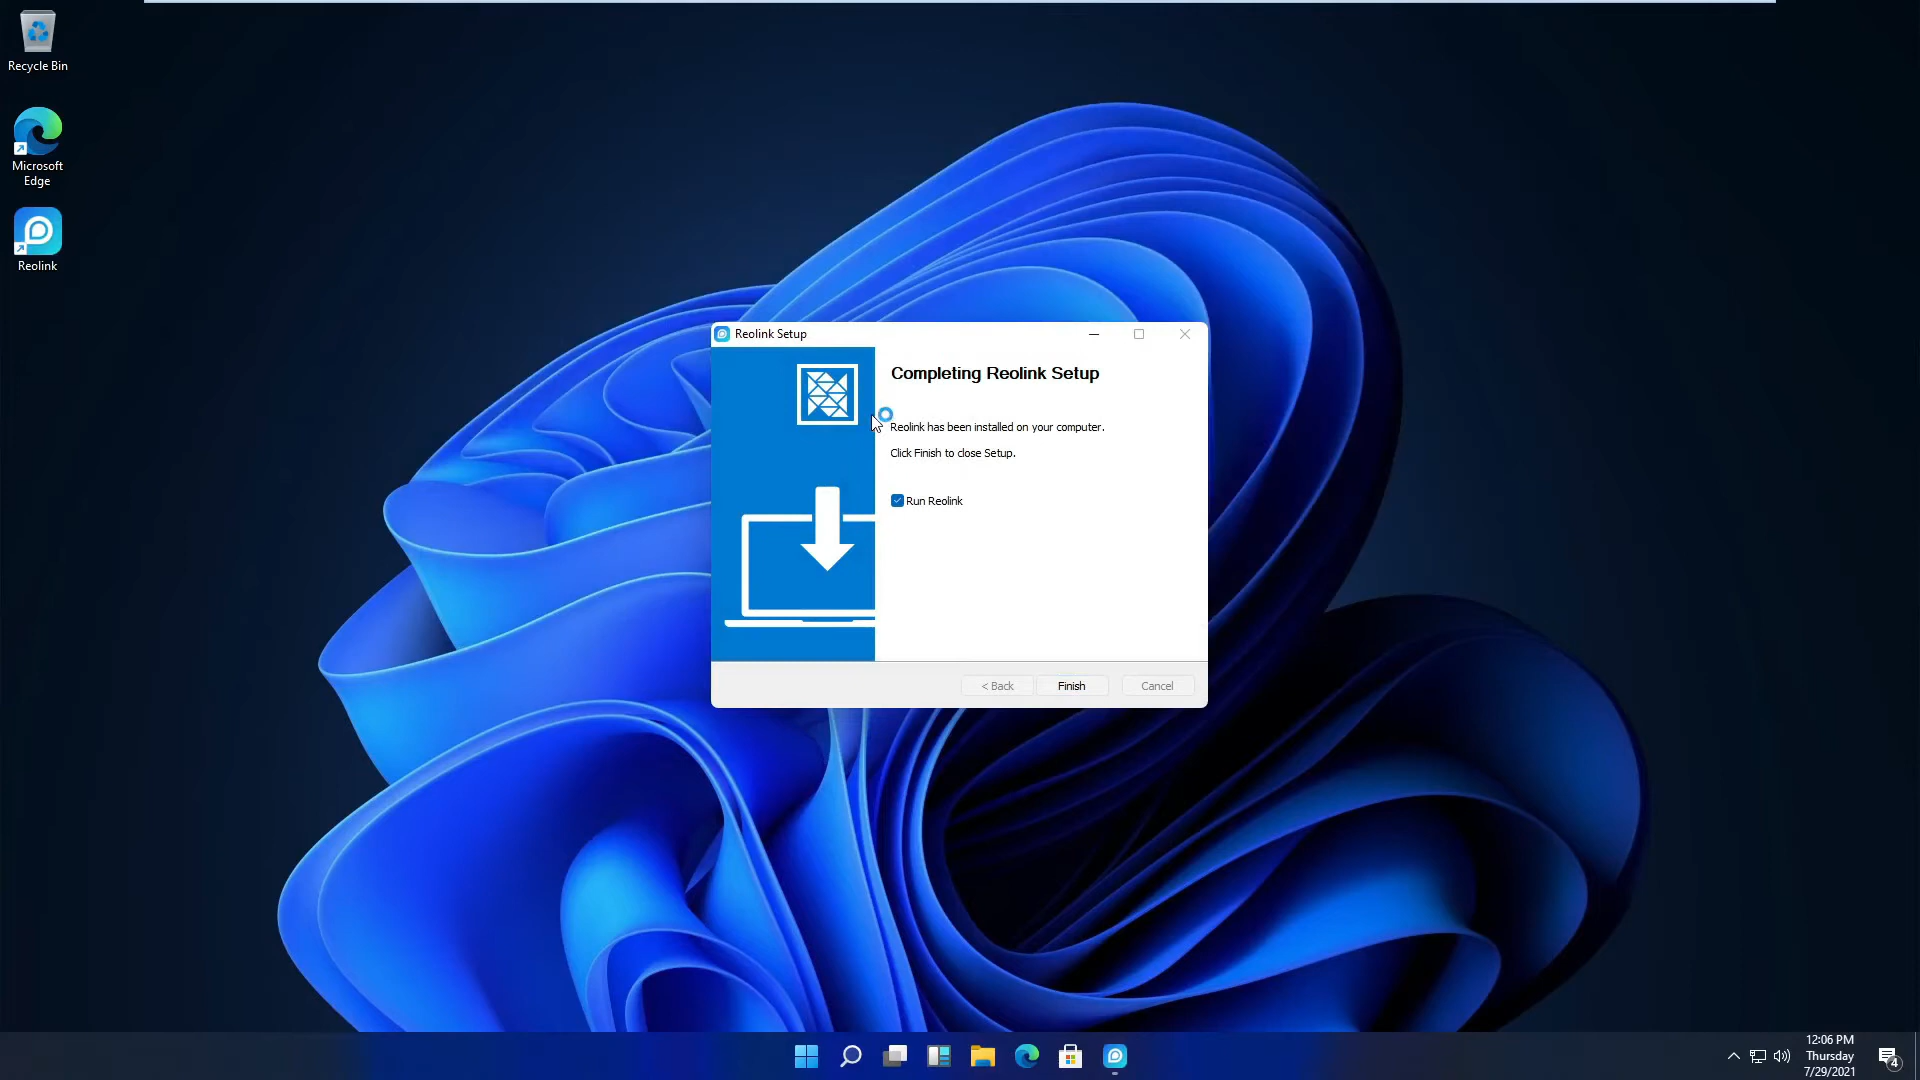 Recycle Bin
Microsoft
Edge
Reolink
Reolink Setup
Completing Reolink Setup
Reolink has been installed on your computer.
Click Finish to close Setup.
Run Reolink
< Back
Finish
Cancel
12:06 PM
Thursday
7/29/2021
4